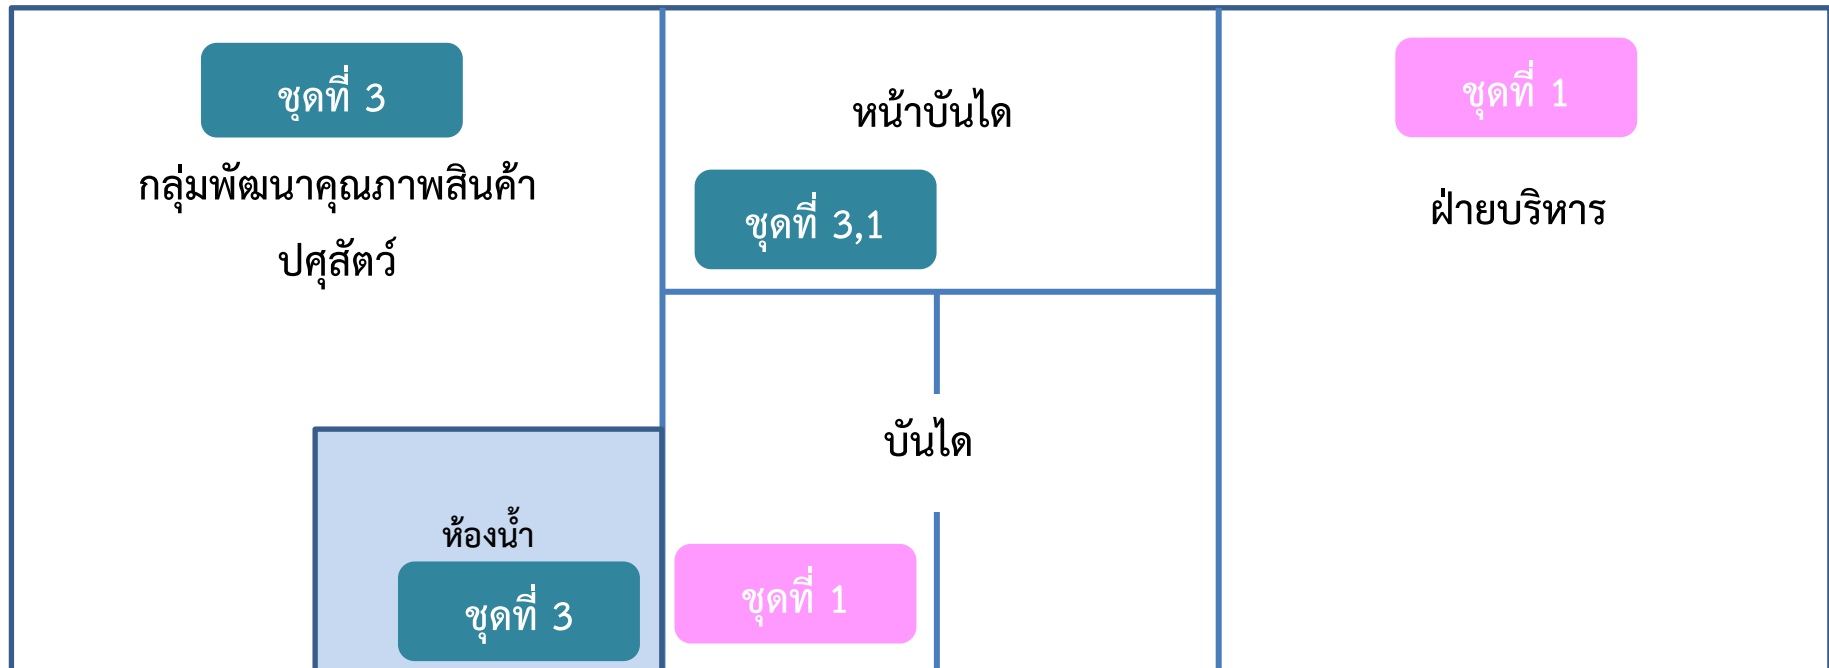 ชุดที่ 3
กลุ่มพัฒนาคุณภาพสินค้า
ปศุสัตว์
หน้าบันได
ชุดที่ 3,1
ชุดที่ 1
ฝ่ายบริหาร
บันได
ห้องน้ำ
ชุดที่ 3
ชุดที่ 1